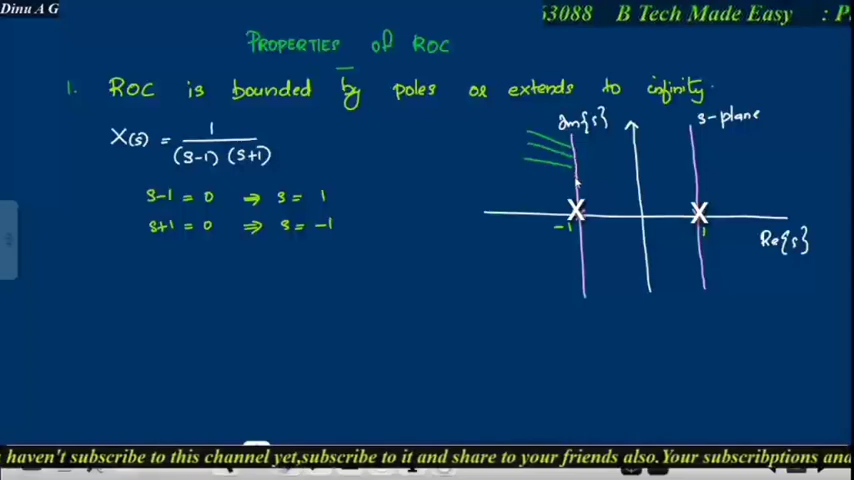 Dinu A G
63088 B Tech Made Easy : P
PROPERTIES of ROC
1. ROC is bounded by poles or extends to infinity.
X(s) = 1 / (s-1) (s+1)
Im{s}
s-plane
s-1 = 0 → s = 1
s+1 = 0 ⇒ s = -1
-1
1
Re{s}
haven't subscribe to this channel yet,subscribe to it and share to your friends also.Your subscribptions and